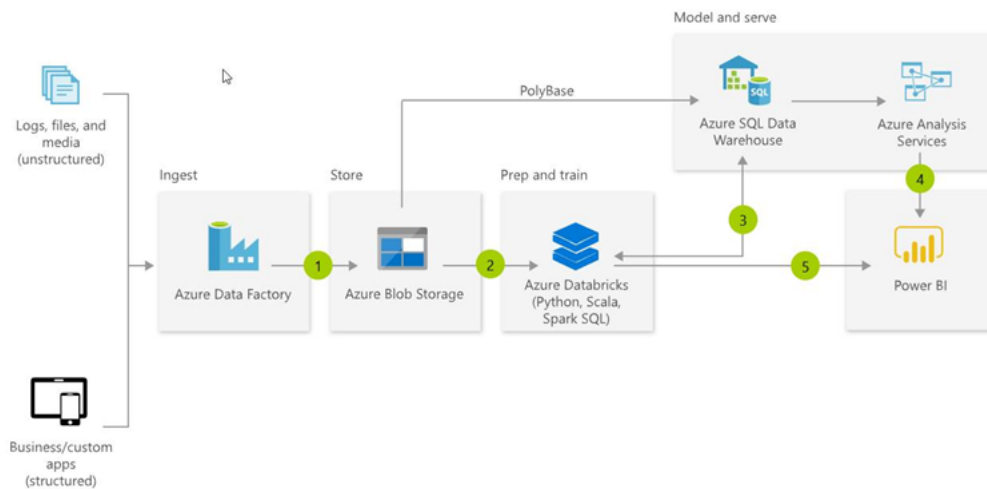 Model and serve
PolyBase
Azure SQL Data
Warehouse
SQL
Azure Analysis
Services
Logs, files, and
media
(unstructured)
Ingest
Store
Prep and train
4
3
1
2
5
Azure Data Factory
Azure Blob Storage
Azure Databricks
(Python, Scala,
Spark SQL)
Power BI
Business/custom
apps
(structured)